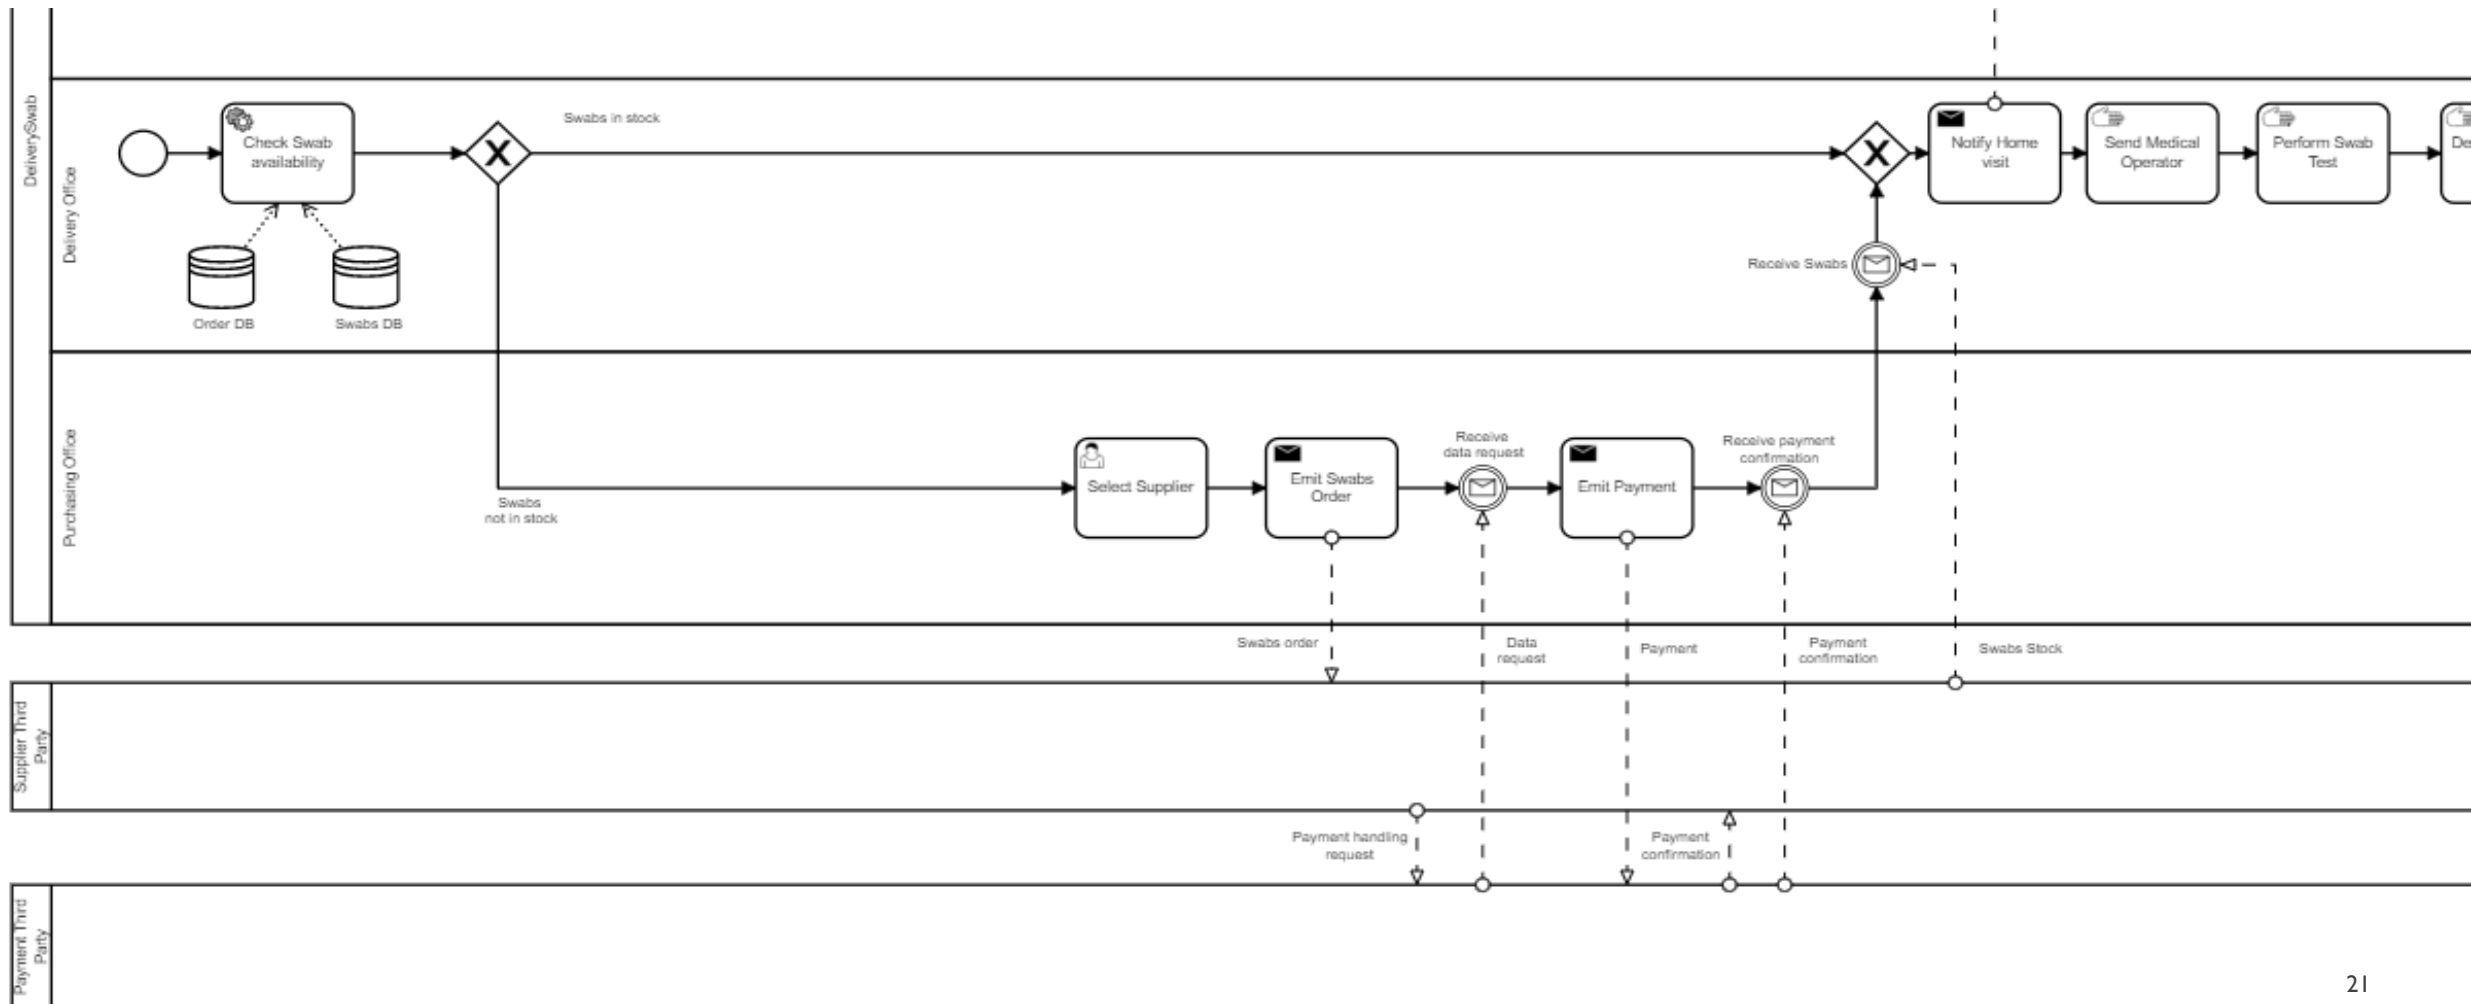 DeliverySwab
Delivery Office
Check Swab
availability
Swabs in stock
Notify Home
visit
Send Medical
Operator
Perform Swab
Test
De
Order DB
Swabs DB
Receive Swabs
Purchasing Office
Swabs
not in stock
Select Supplier
Emit Swabs
Order
Receive
data request
Emit Payment
Receive payment
confirmation
Swabs order
Data
request
Payment
Payment
confirmation
Swabs Stock
Supplier Third
Party
Payment handling
request
Payment
confirmation
Payment Third
Party
21